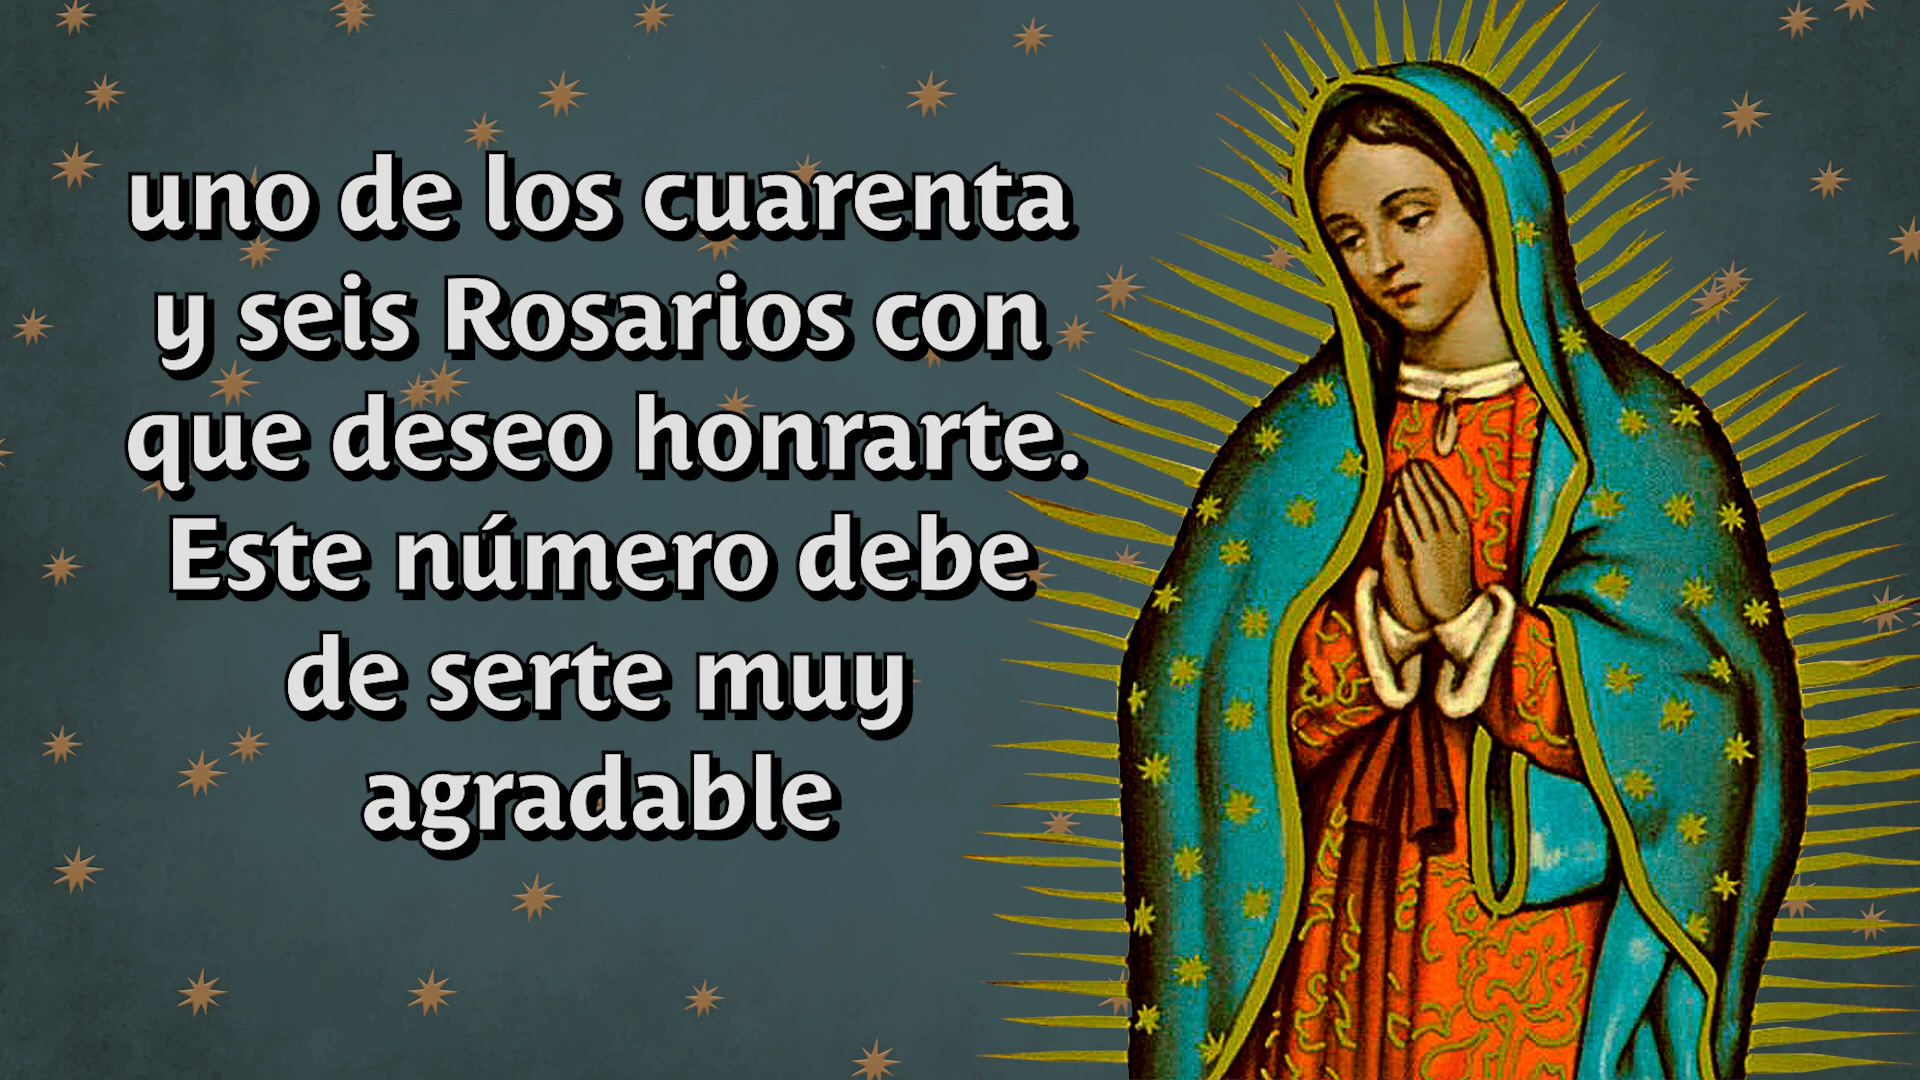 uno de los cuarenta
y seis Rosarios con
que deseo honrarte.
Este número debe
de serte muy
agradable